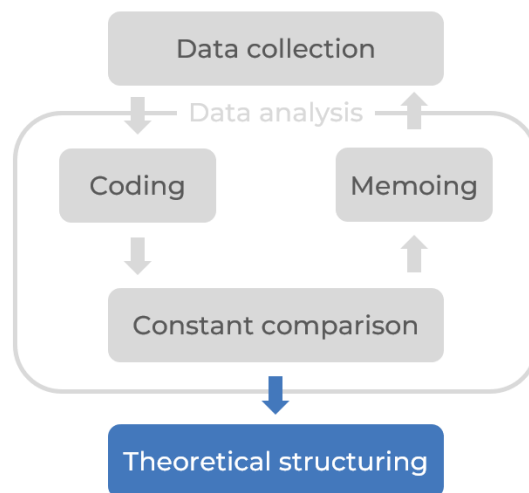 Data collection
Data analysis
Coding
Memoing
Constant comparison
Theoretical structuring